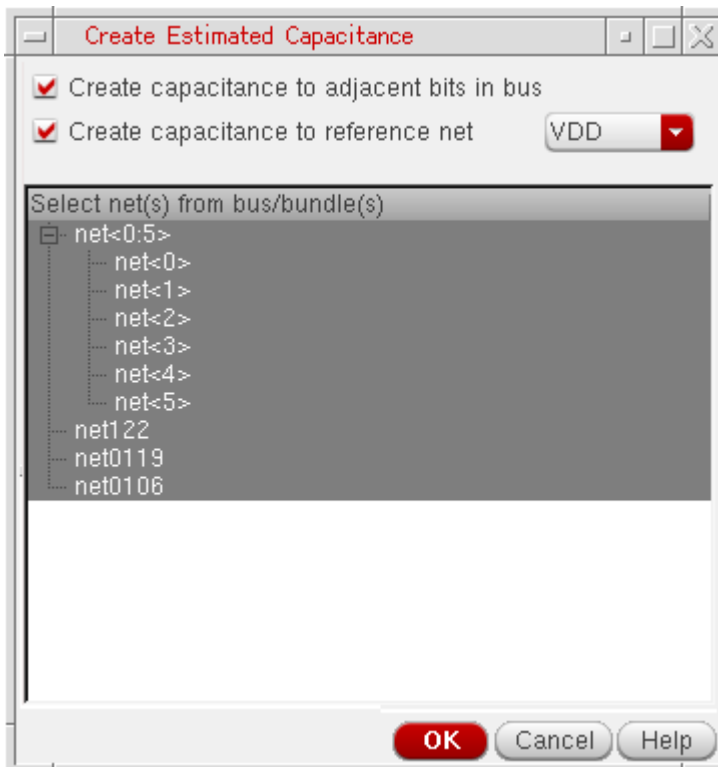 Create Estimated Capacitance
Create capacitance to adjacent bits in bus
Create capacitance to reference net VDD
Select net(s) from bus/bundle(s)
net<0:5>
net<0>
net<1>
net<2>
net<3>
net<4>
net<5>
net122
net0119
net0106
OK Cancel Help